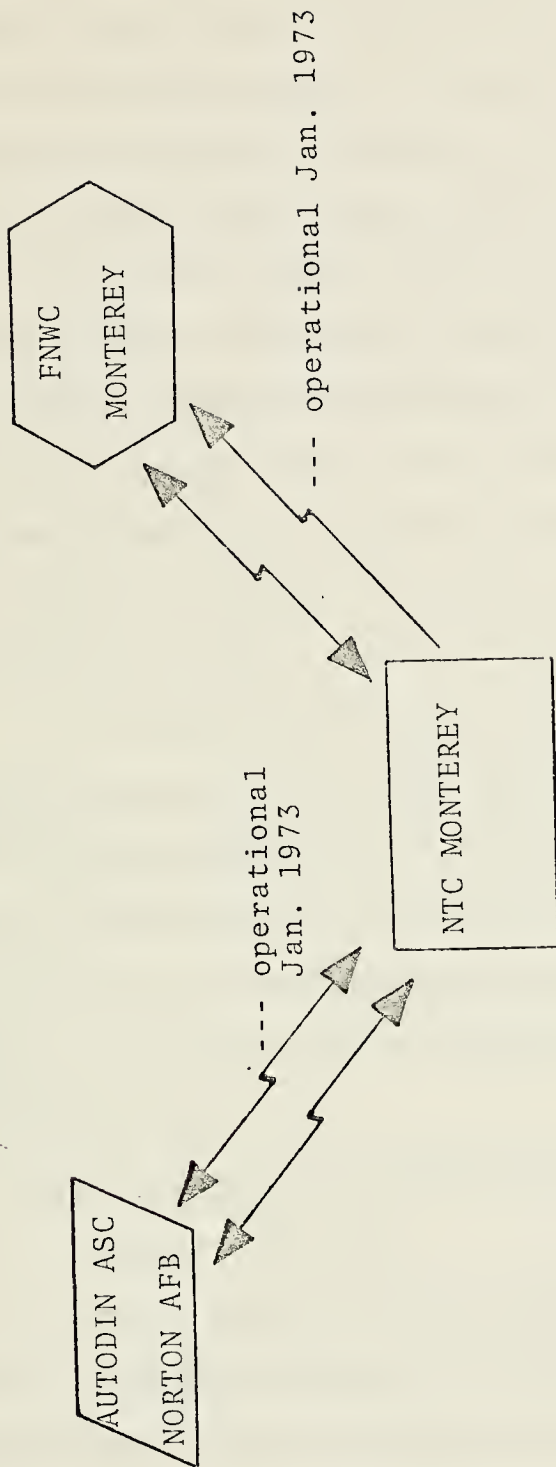 AUTODIN ASC
NORTON AFB
--- operational
Jan. 1973
NTC MONTEREY
FNWC
MONTEREY
--- operational Jan. 1973